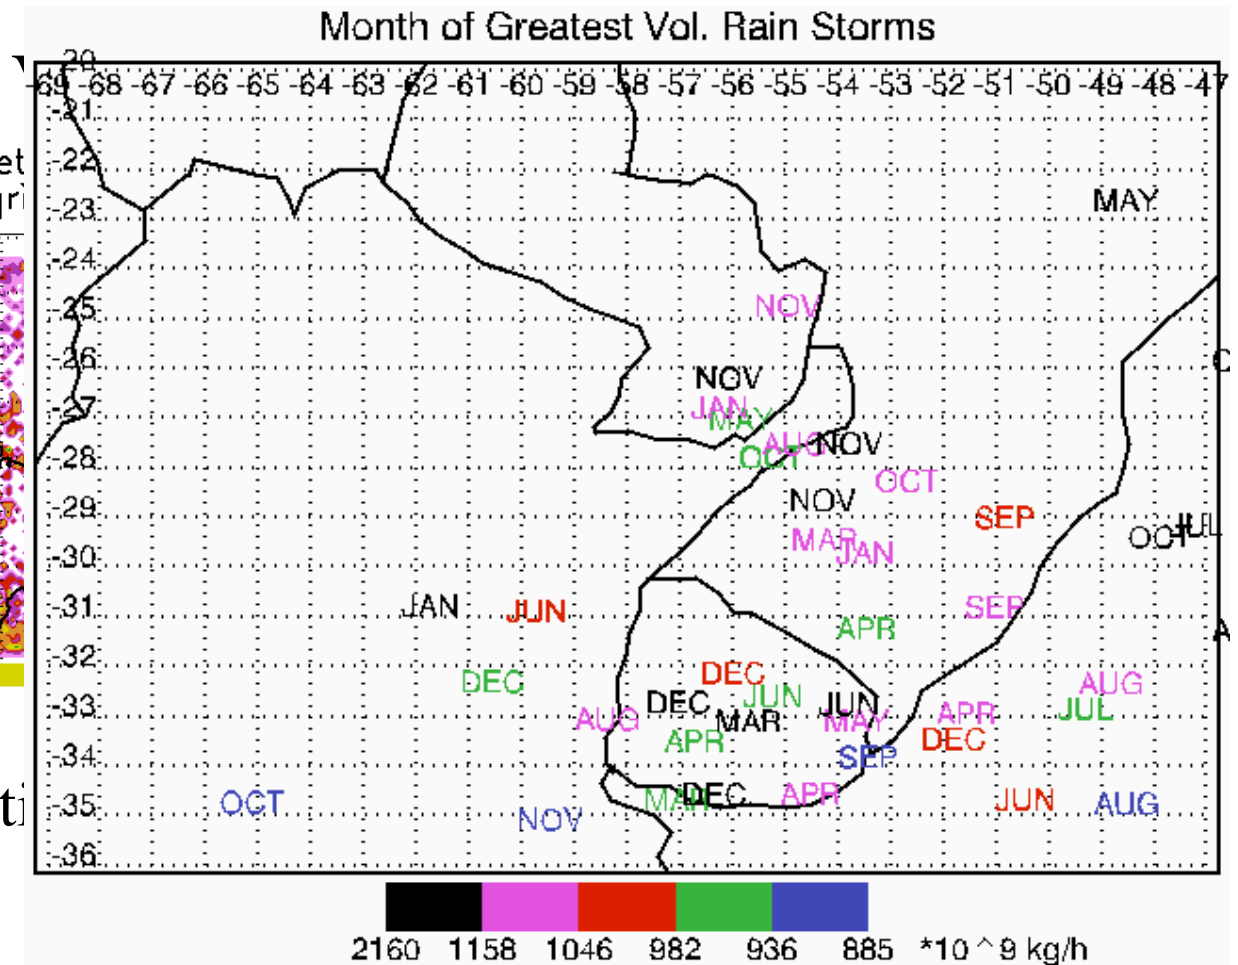 Month of Greatest Vol. Rain Storms
-20
-69 -68 -67 -66 -65 -64 -63 -62 -61 -60 -59 -58 -57 -56 -55 -54 -53 -52 -51 -50 -49 -48 -47
-21
-22
-23 MAY
-24
-25 NOV
-26 NOV
-27 JAN MAY
AUG NOV
-28 OCT OCT
NOV
-29 SEP JUL
MAR JAN OCT
-30
-31 JAN JUN SEP
APR
-32 DEC
DEC JUN AUG
-33 AUG DEC MAR JUN MAY APR JUL
APR DEC
-34 SEP
OCT MAR DEC APR JUN AUG
-35 NOV
-36
2160 1158 1046 982 936 885 *10^9 kg/h